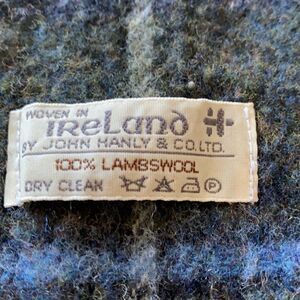 WOVEN IN
IReLand
BY JOHN HANLY & CO. LTD.
100% LAMBSWOOL
DRY CLEAN P